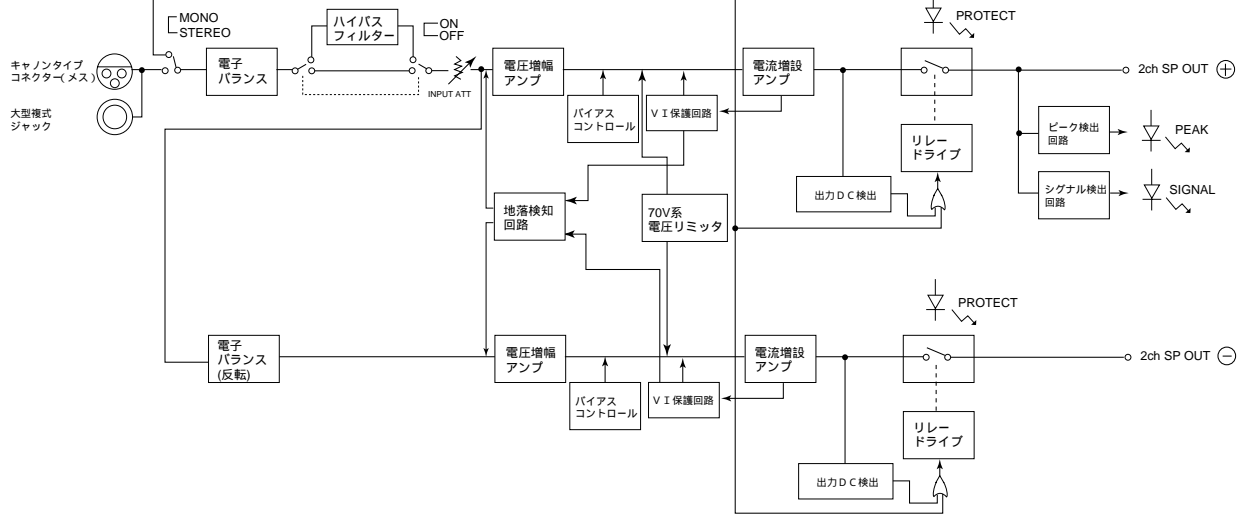 MONO
STEREO
ハイパス
フィルター
ON
OFF
PROTECT
キャノンタイプ
コネクター(メス)
大型複式
ジャック
電子
バランス
INPUT ATT
電圧増幅
アンプ
バイアス
コントロール
VI保護回路
電流増設
アンプ
リレー
ドライブ
出力DC検出
2ch SP OUT +
ピーク検出
回路
PEAK
シグナル検出
回路
SIGNAL
地落検知
回路
70V系
電圧リミッタ
PROTECT
電子
バランス
(反転)
電圧増幅
アンプ
バイアス
コントロール
VI保護回路
電流増設
アンプ
リレー
ドライブ
出力DC検出
2ch SP OUT −